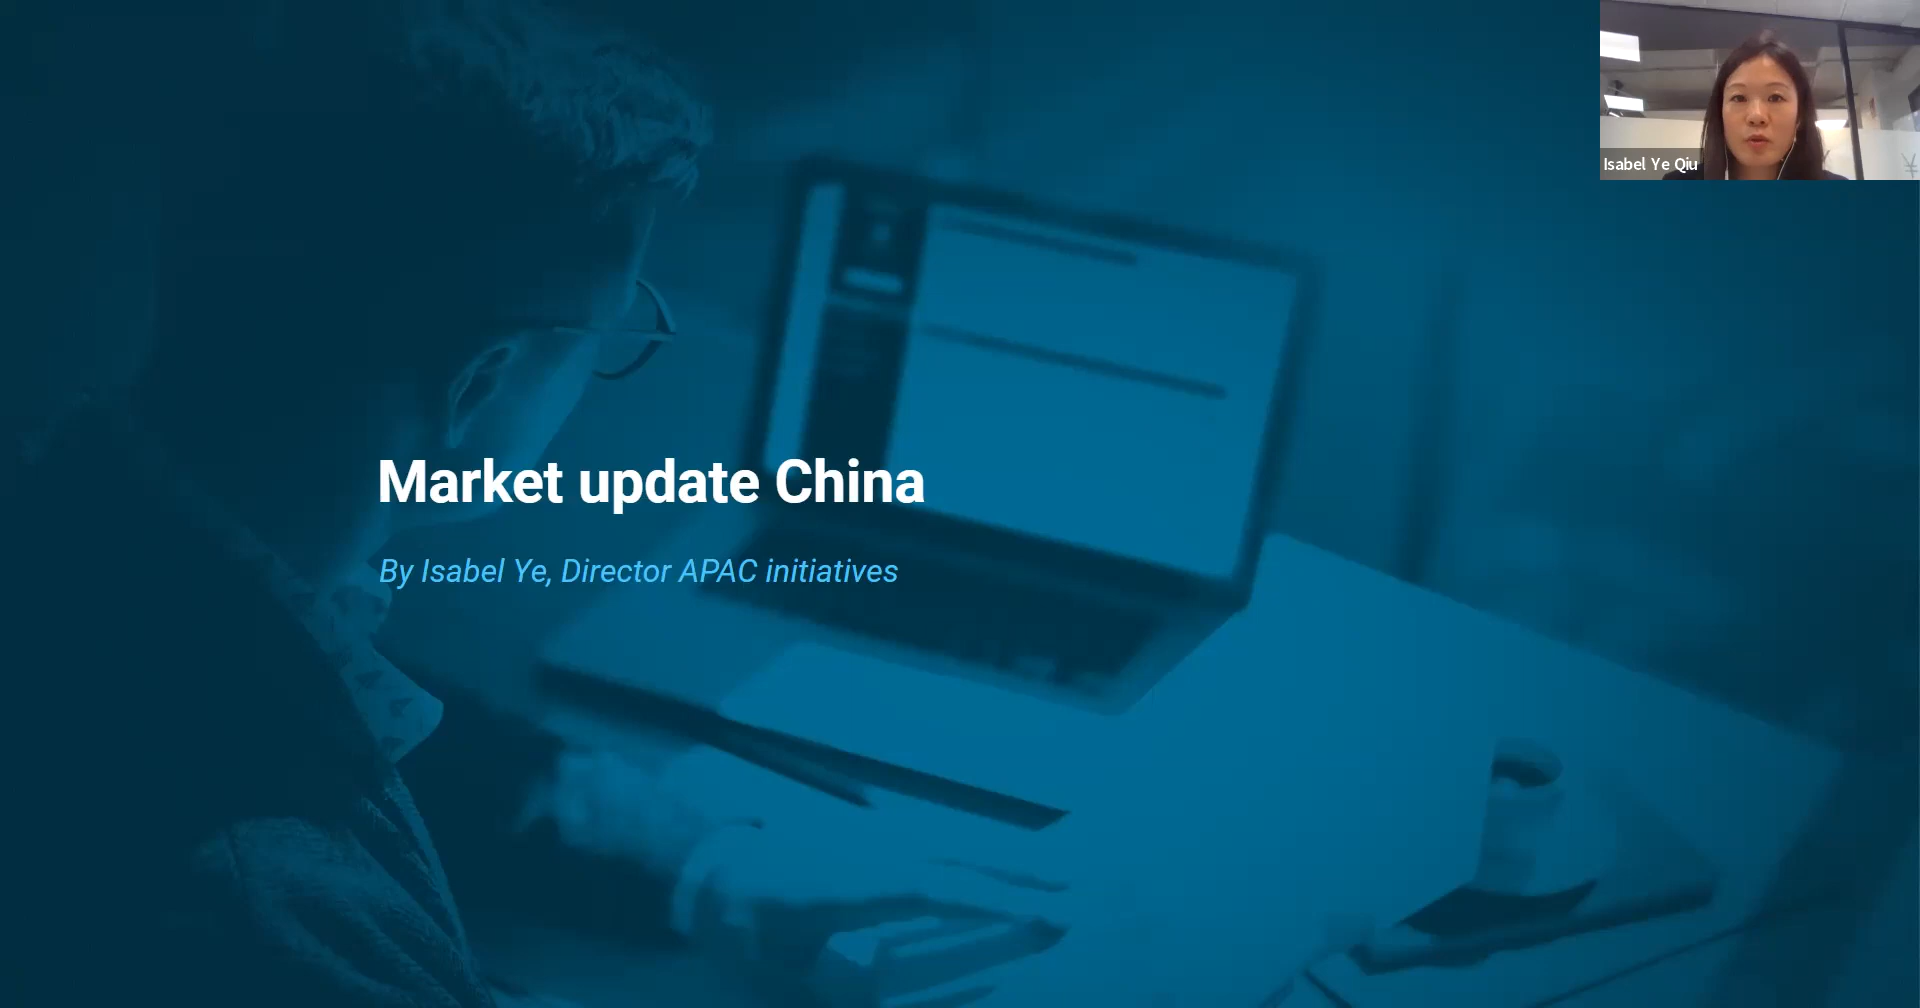 Isabel Ye Qiu
Market update China
By Isabel Ye, Director APAC initiatives